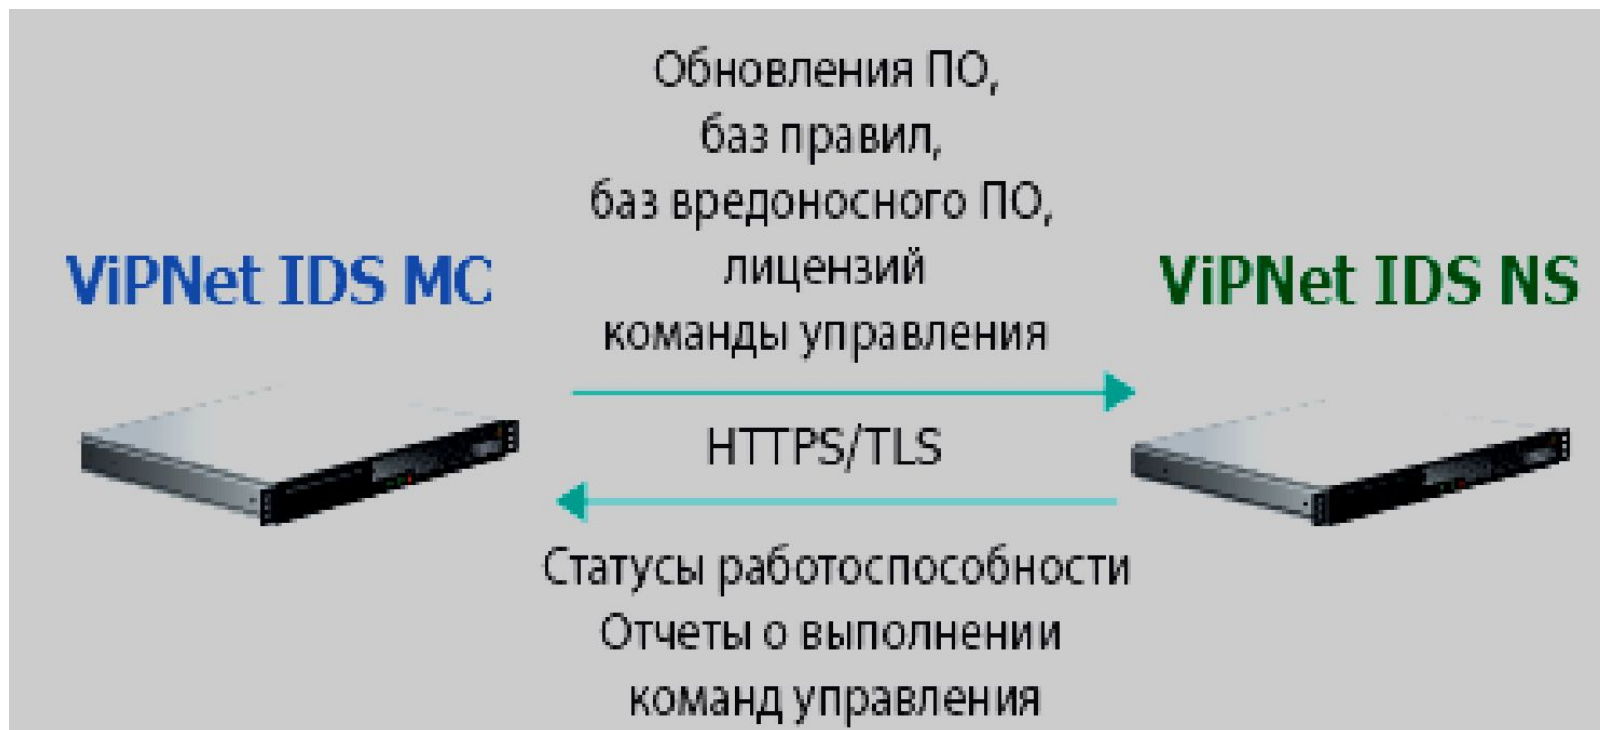 Обновления ПО,
баз правил,
баз вредоносного ПО,
лицензий
команды управления
ViPNet IDS MC
ViPNet IDS NS
HTTPS/TLS
Статусы работоспособности
Отчеты о выполнении
команд управления